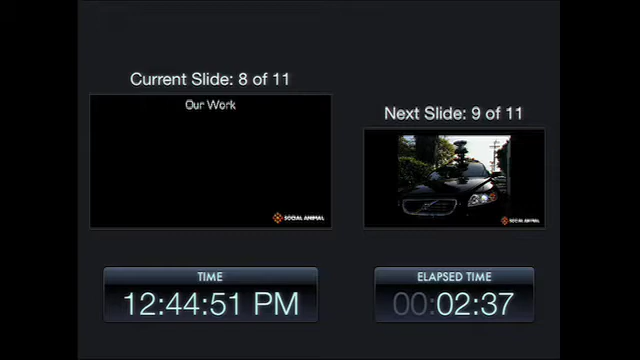 Current Slide: 8 of 11
Our Work
SOCIAL ANIMAL
Next Slide: 9 of 11
SOCIAL ANIMAL
TIME
12:44:51 PM
ELAPSED TIME
00:02:37